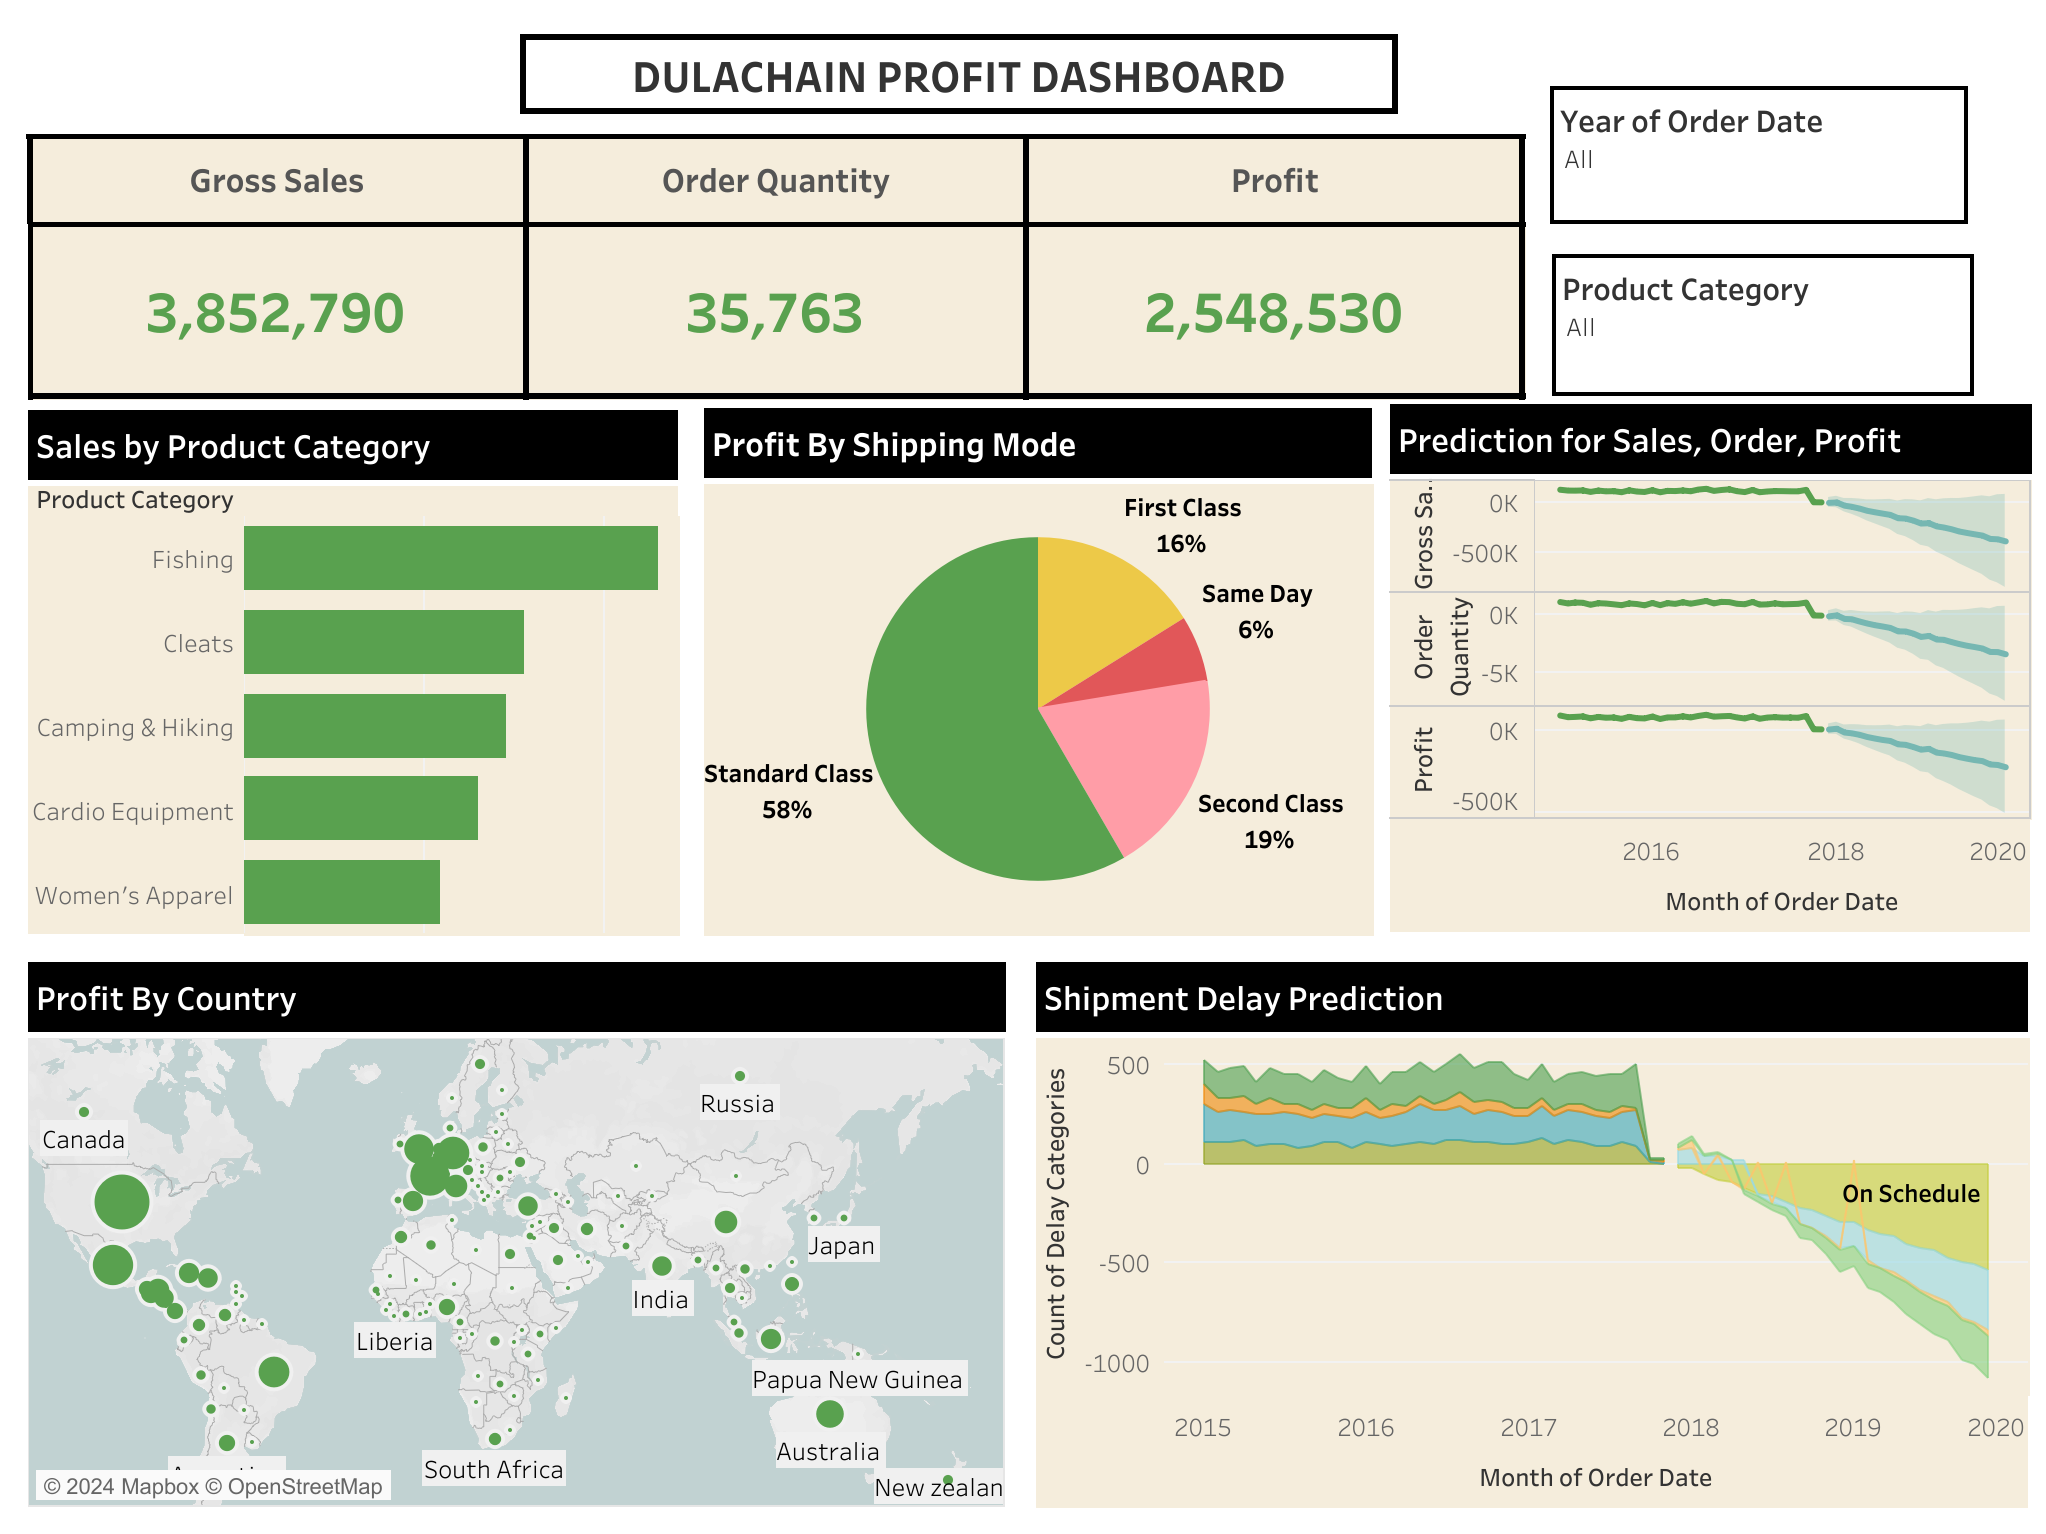 DULACHAIN PROFIT DASHBOARD
Year of Order Date
All
Gross Sales
Order Quantity
Profit
3,852,790
35,763
2,548,530
Product Category
All
Sales by Product Category
Product Category
Fishing
Cleats
Camping & Hiking
Cardio Equipment
Women's Apparel
Profit By Shipping Mode
First Class
16%
Same Day
6%
Standard Class
58%
Second Class
19%
Prediction for Sales, Order, Profit
Gross Sa..
0K
-500K
Order
Quantity
0K
-5K
Profit
0K
-500K
2016
2018
2020
Month of Order Date
Profit By Country
Canada
Russia
Japan
India
Liberia
Papua New Guinea
Australia
South Africa
New zealan
© 2024 Mapbox © OpenStreetMap
Shipment Delay Prediction
Count of Delay Categories
500
0
-500
-1000
On Schedule
2015
2016
2017
2018
2019
2020
Month of Order Date